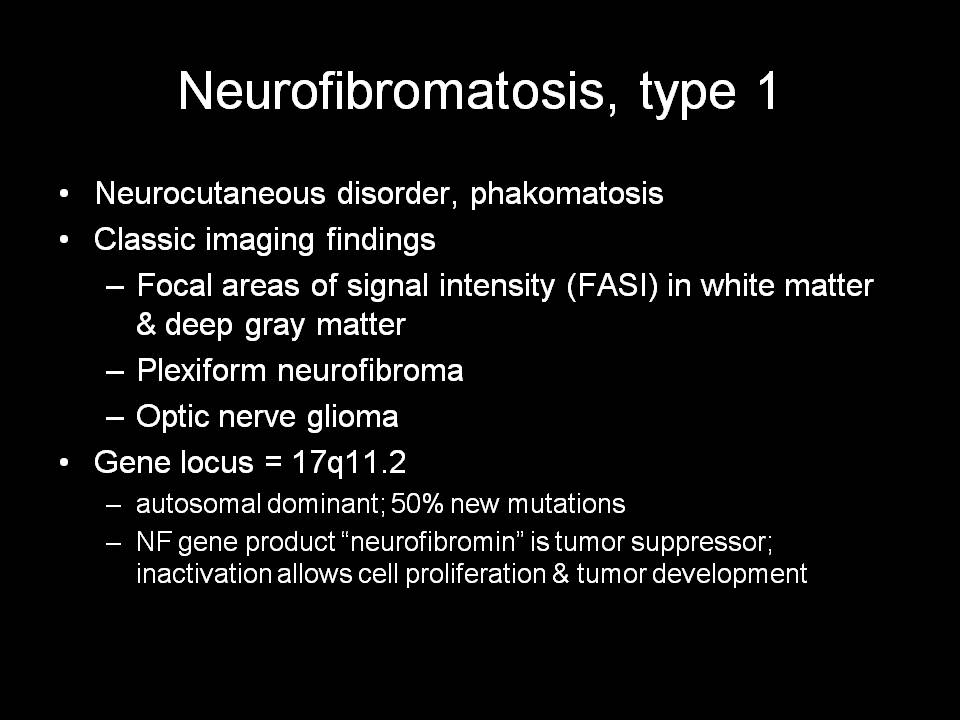 Neurofibromatosis, type 1
• Neurocutaneous disorder, phakomatosis
• Classic imaging findings
– Focal areas of signal intensity (FASI) in white matter
& deep gray matter
– Plexiform neurofibroma
– Optic nerve glioma
• Gene locus = 17q11.2
– autosomal dominant; 50% new mutations
– NF gene product “neurofibromin” is tumor suppressor;
inactivation allows cell proliferation & tumor development